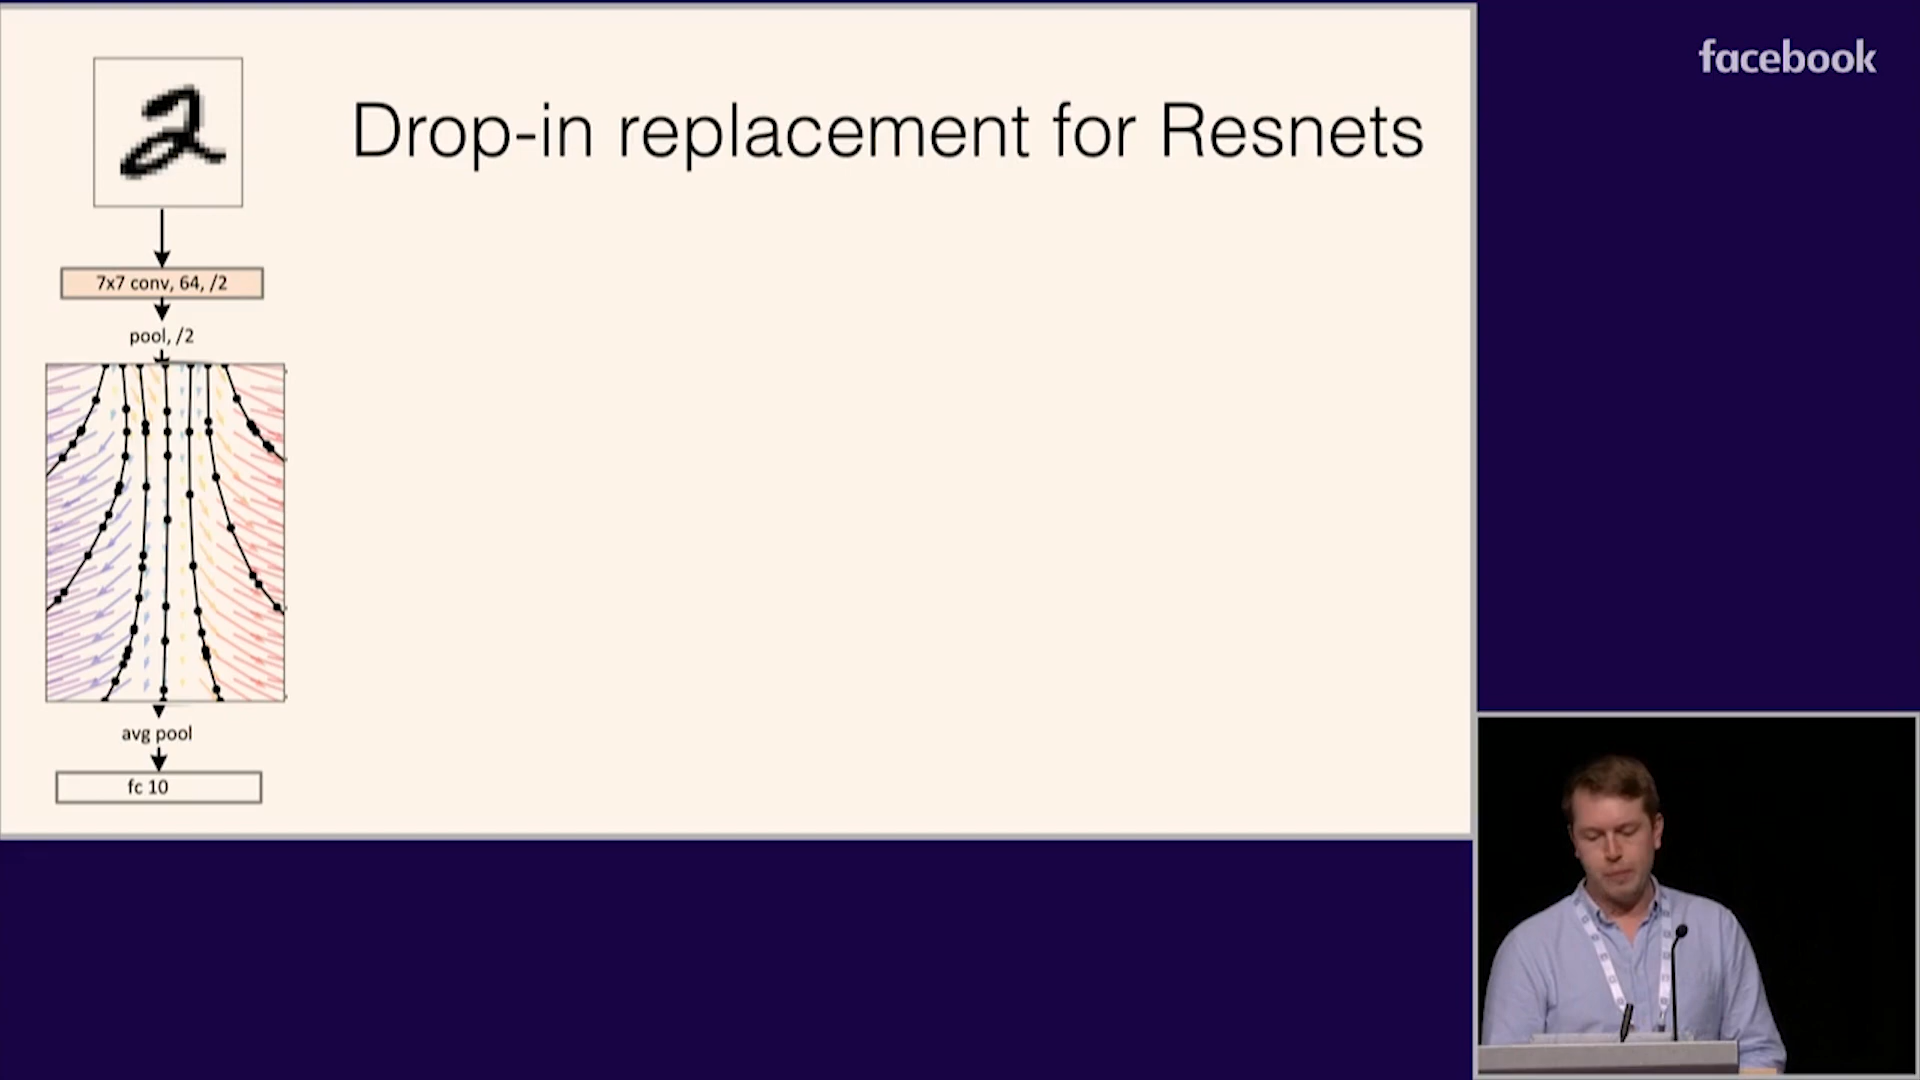 facebook
Drop-in replacement for Resnets
2
7x7 conv, 64, /2
pool, /2
avg pool
fc 10